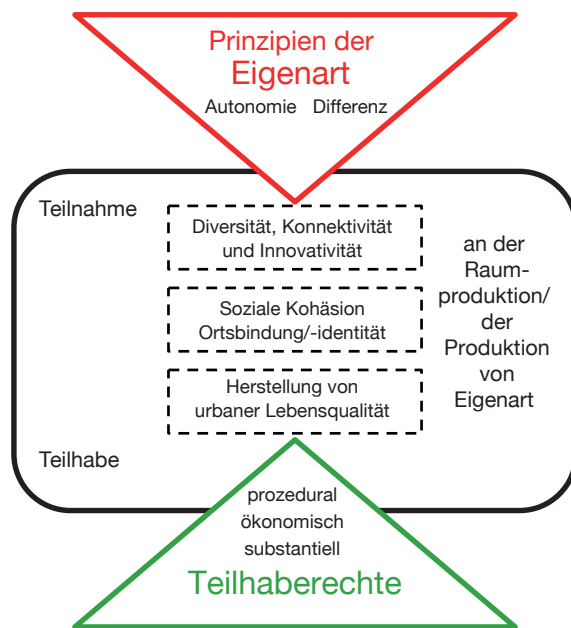 Prinzipien der
Eigenart
Autonomie Differenz
Teilnahme
Diversität, Konnektivität
und Innovativität
Soziale Kohäsion
Ortsbindung/-identität
Herstellung von
urbaner Lebensqualität
an der
Raum-
produktion/
der
Produktion
von
Eigenart
Teilhabe
prozedural
ökonomisch
substantiell
Teilhaberechte